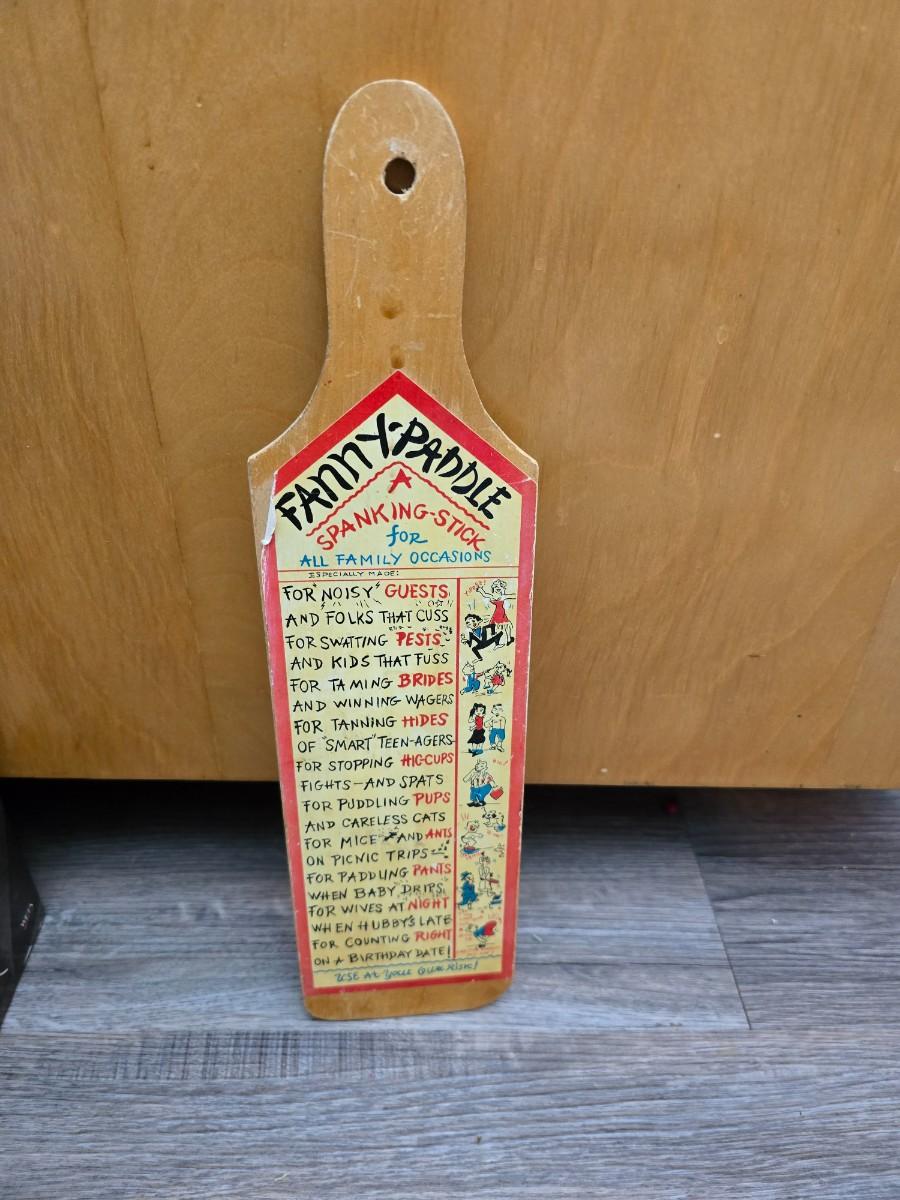 FANNY-PADDLE
A
SPANKING-STICK
for
ALL FAMILY OCCASIONS
ESPECIALLY MADE:
FOR "NOISY" GUESTS
AND FOLKS THAT CUSS
FOR SWATTING PESTS
AND KIDS THAT FUSS
FOR TAMING BRIDES
AND WINNING WAGERS
FOR TANNING HIDES
OF "SMART" TEEN-AGERS
FOR STOPPING HIC-CUPS
FIGHTS-AND SPATS
FOR PUDDLING PUPS
AND CARELESS CATS
FOR MICE AND ANTS
ON PICNIC TRIPS
FOR PADDLING PANTS
WHEN BABY DRIPS
FOR WIVES AT NIGHT
WHEN HUBBY'S LATE
FOR COUNTING RIGHT
ON A BIRTHDAY DATE!
USE AT YOUR OWN RISK!